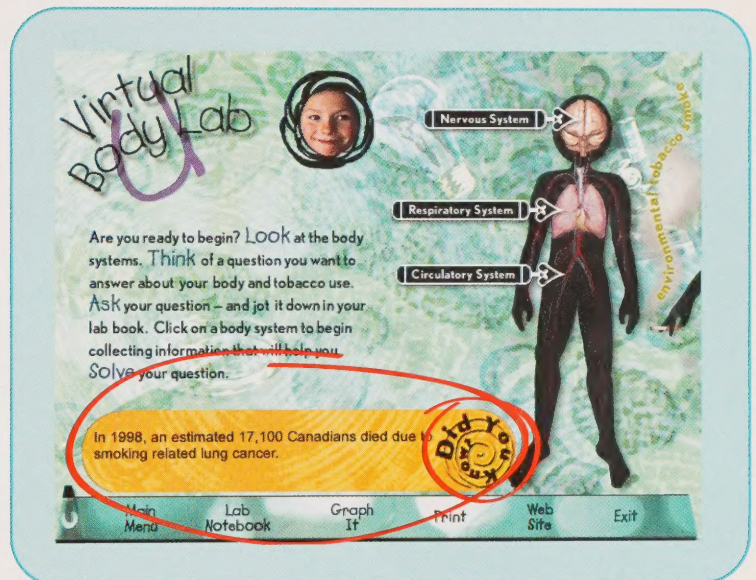 Virtual
Body Lab
U
Nervous System
Respiratory System
Circulatory System
environmental tobacco smoke
Are you ready to begin? Look at the body
systems. Think of a question you want to
answer about your body and tobacco use.
Ask your question – and jot it down in your
lab book. Click on a body system to begin
collecting information that will help you
Solve your question.
In 1998, an estimated 17,100 Canadians died due to
smoking related lung cancer.
Did You
Know?
Main
Menu
Lab
Notebook
Graph
It
Print
Web
Site
Exit